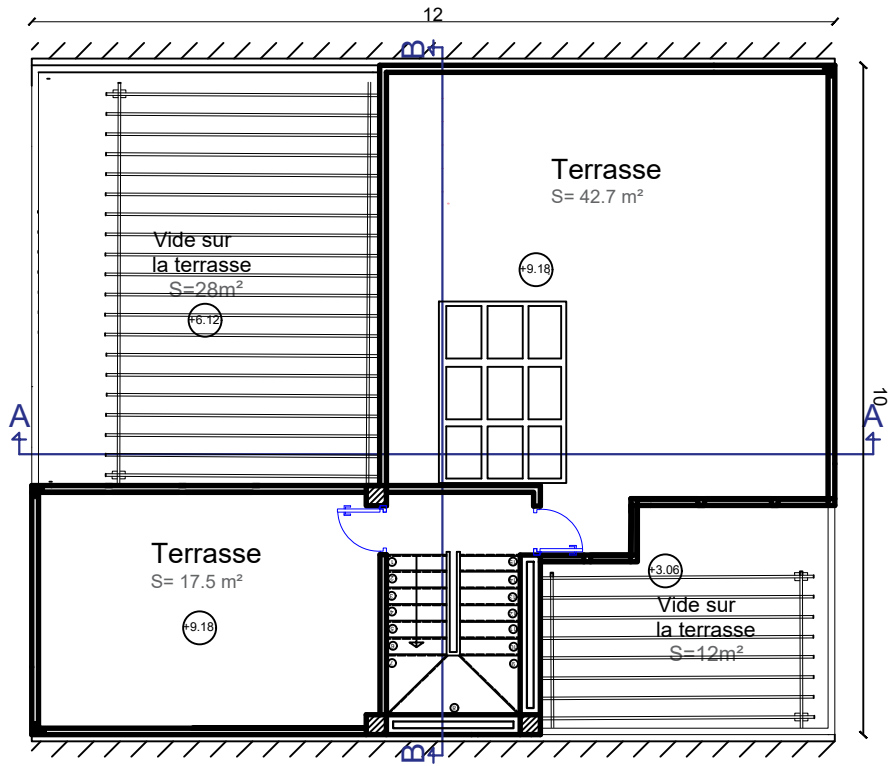 12
B
Terrasse
S= 42.7 m²
Vide sur
la terrasse
S=28m²
+9.18
+6.12
10
A
A
Terrasse
S= 17.5 m²
+9.18
+3.06
Vide sur
la terrasse
S=12m²
B